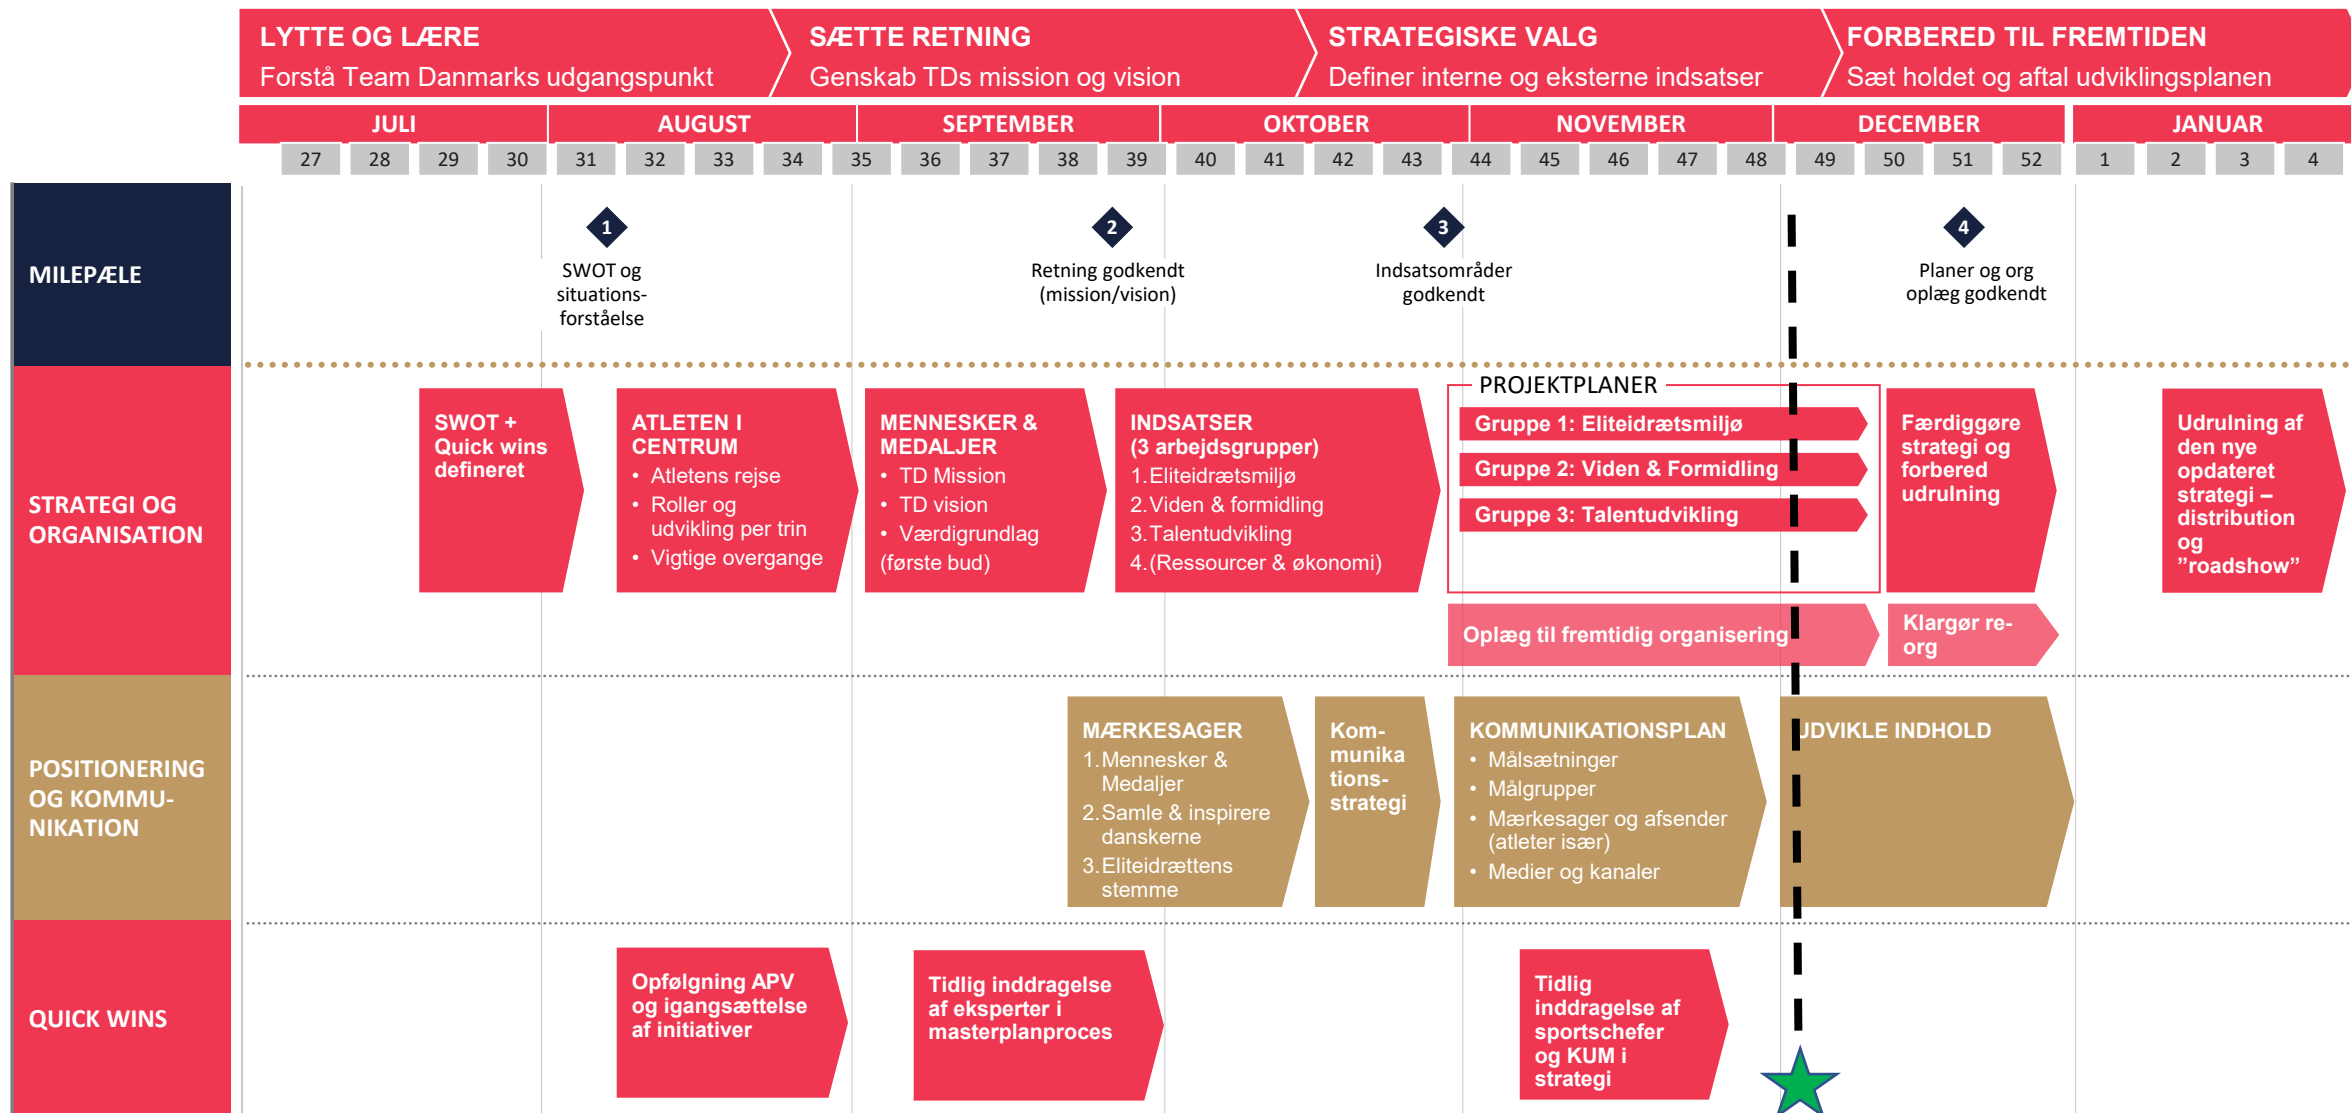 LYTTE OG LÆRE
Forstå Team Danmarks udgangspunkt
SÆTTE RETNING
Genskab TDs mission og vision
STRATEGISKE VALG
Definer interne og eksterne indsatser
FORBERED TIL FREMTIDEN
Sæt holdet og aftal udviklingsplanen
JULI AUGUST SEPTEMBER OKTOBER NOVEMBER DECEMBER JANUAR
27 28 29 30 31 32 33 34 35 36 37 38 39 40 41 42 43 44 45 46 47 48 49 50 51 52 1 2 3 4
MILEPÆLE
1
SWOT og
situations-
forståelse
2
Retning godkendt
(mission/vision)
3
Indsatsområder
godkendt
4
Planer og org
oplæg godkendt
STRATEGI OG
ORGANISATION
SWOT +
Quick wins
defineret
ATLETEN I
CENTRUM
• Atletens rejse
• Roller og
udvikling per trin
• Vigtige overgange
MENNESKER &
MEDALJER
• TD Mission
• TD vision
• Værdigrundlag
(første bud)
INDSATSER
(3 arbejdsgrupper)
1.Eliteidrætsmiljø
2.Viden & formidling
3.Talentudvikling
4.(Ressourcer & økonomi)
PROJEKTPLANER
Gruppe 1: Eliteidrætsmiljø
Gruppe 2: Viden & Formidling
Gruppe 3: Talentudvikling
Oplæg til fremtidig organisering
Færdiggøre
strategi og
forbered
udrulning
Klargør re-
org
Udrulning af
den nye
opdateret
strategi –
distribution
og
”roadshow”
POSITIONERING
OG KOMMU-
NIKATION
MÆRKESAGER
1.Mennesker &
Medaljer
2.Samle & inspirere
danskerne
3.Eliteidrættens
stemme
Kom-
munika
tions-
strategi
KOMMUNIKATIONSPLAN
• Målsætninger
• Målgrupper
• Mærkesager og afsender
(atleter især)
• Medier og kanaler
UDVIKLE INDHOLD
QUICK WINS
Opfølgning APV
og igangsættelse
af initiativer
Tidlig inddragelse
af eksperter i
masterplanproces
Tidlig
inddragelse af
sportschefer
og KUM i
strategi